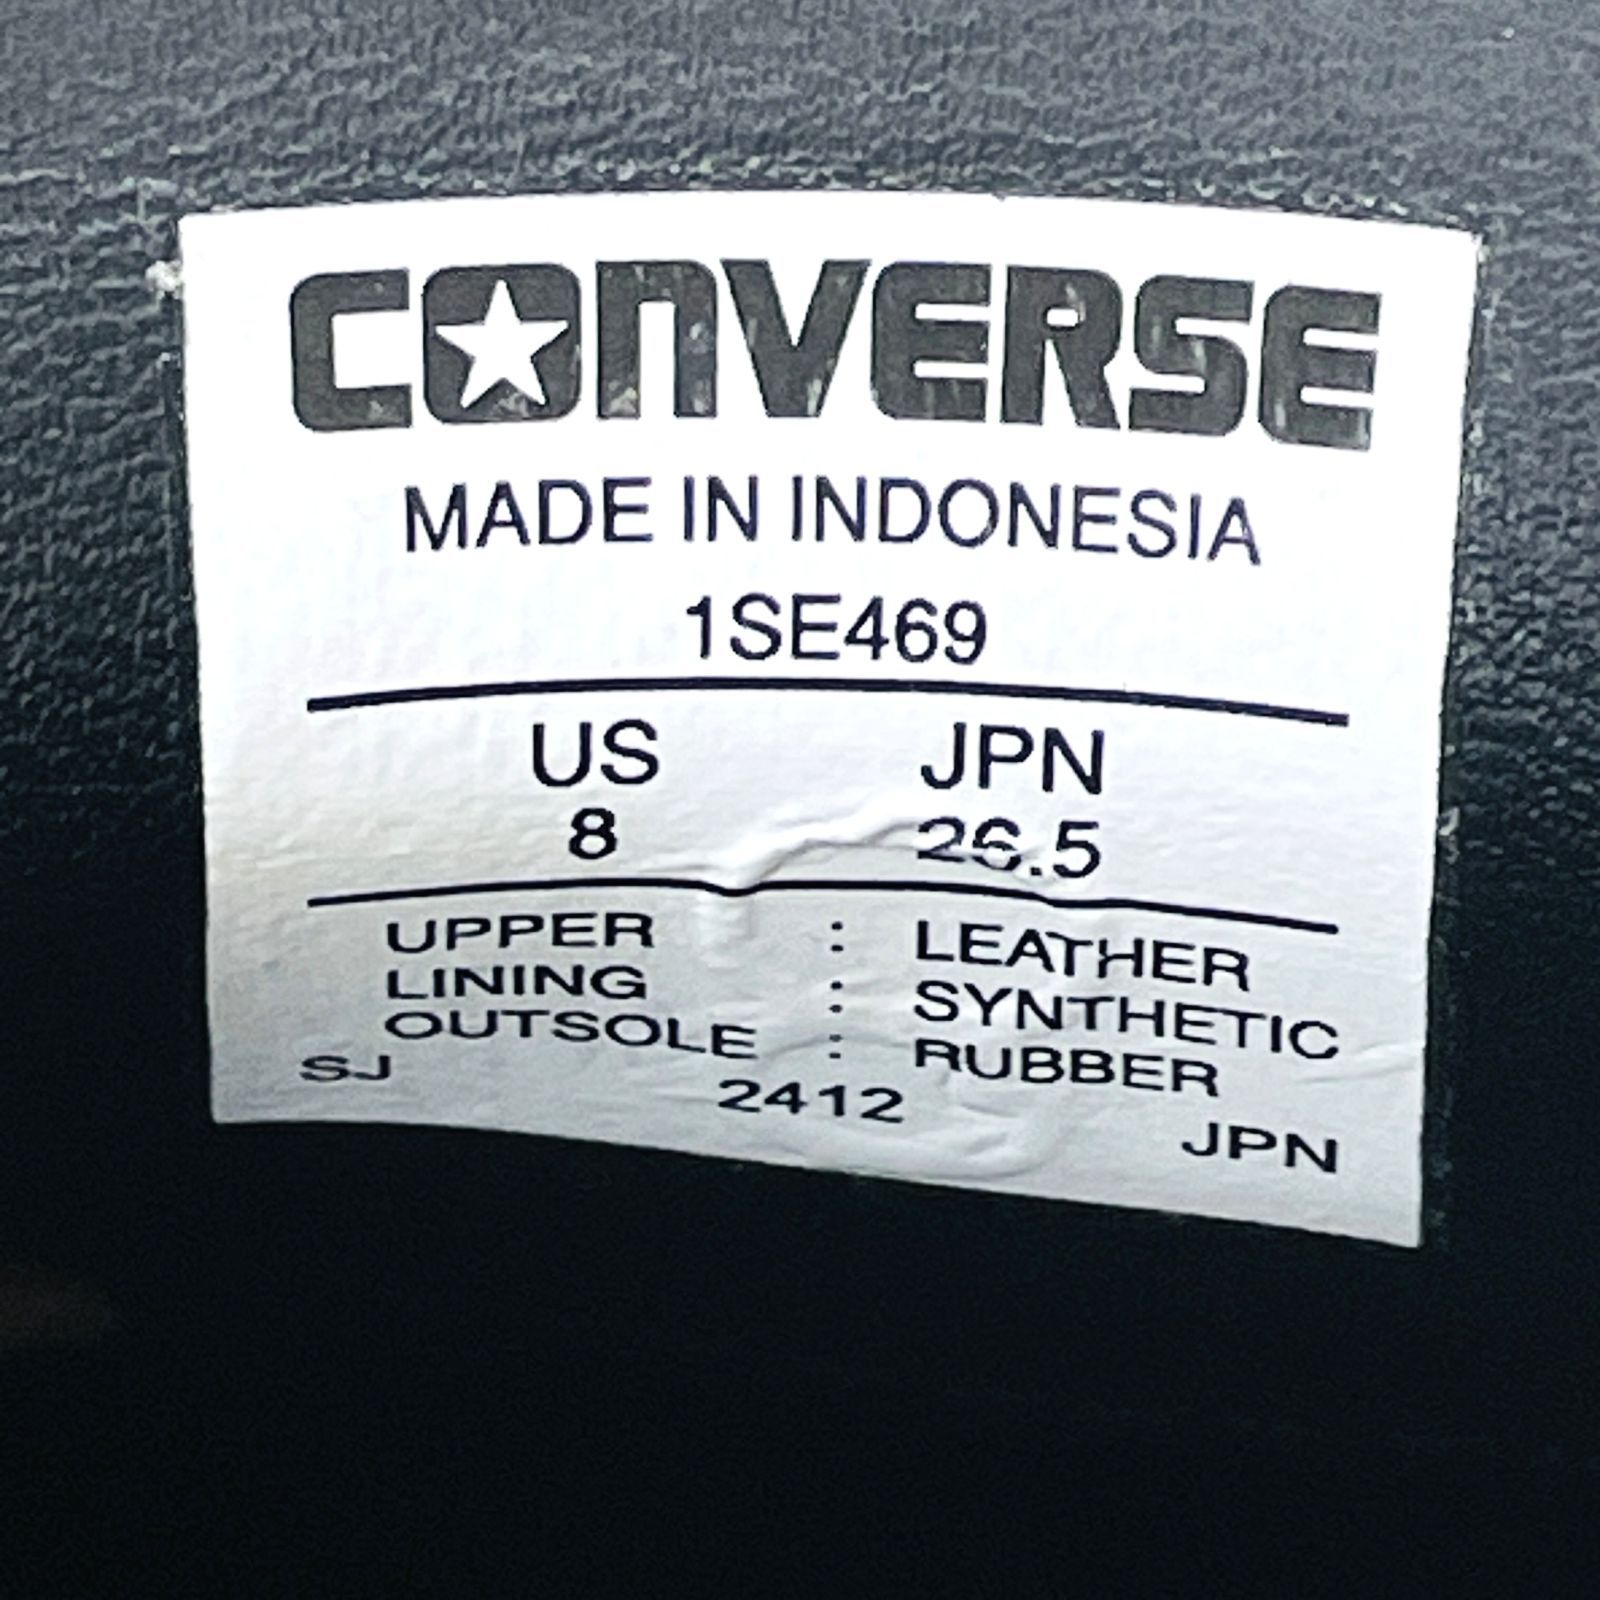 CONVERSE
MADE IN INDONESIA
1SE469
US JPN
8 26.5
UPPER : LEATHER
LINING : SYNTHETIC
OUTSOLE : RUBBER
SJ 2412 JPN